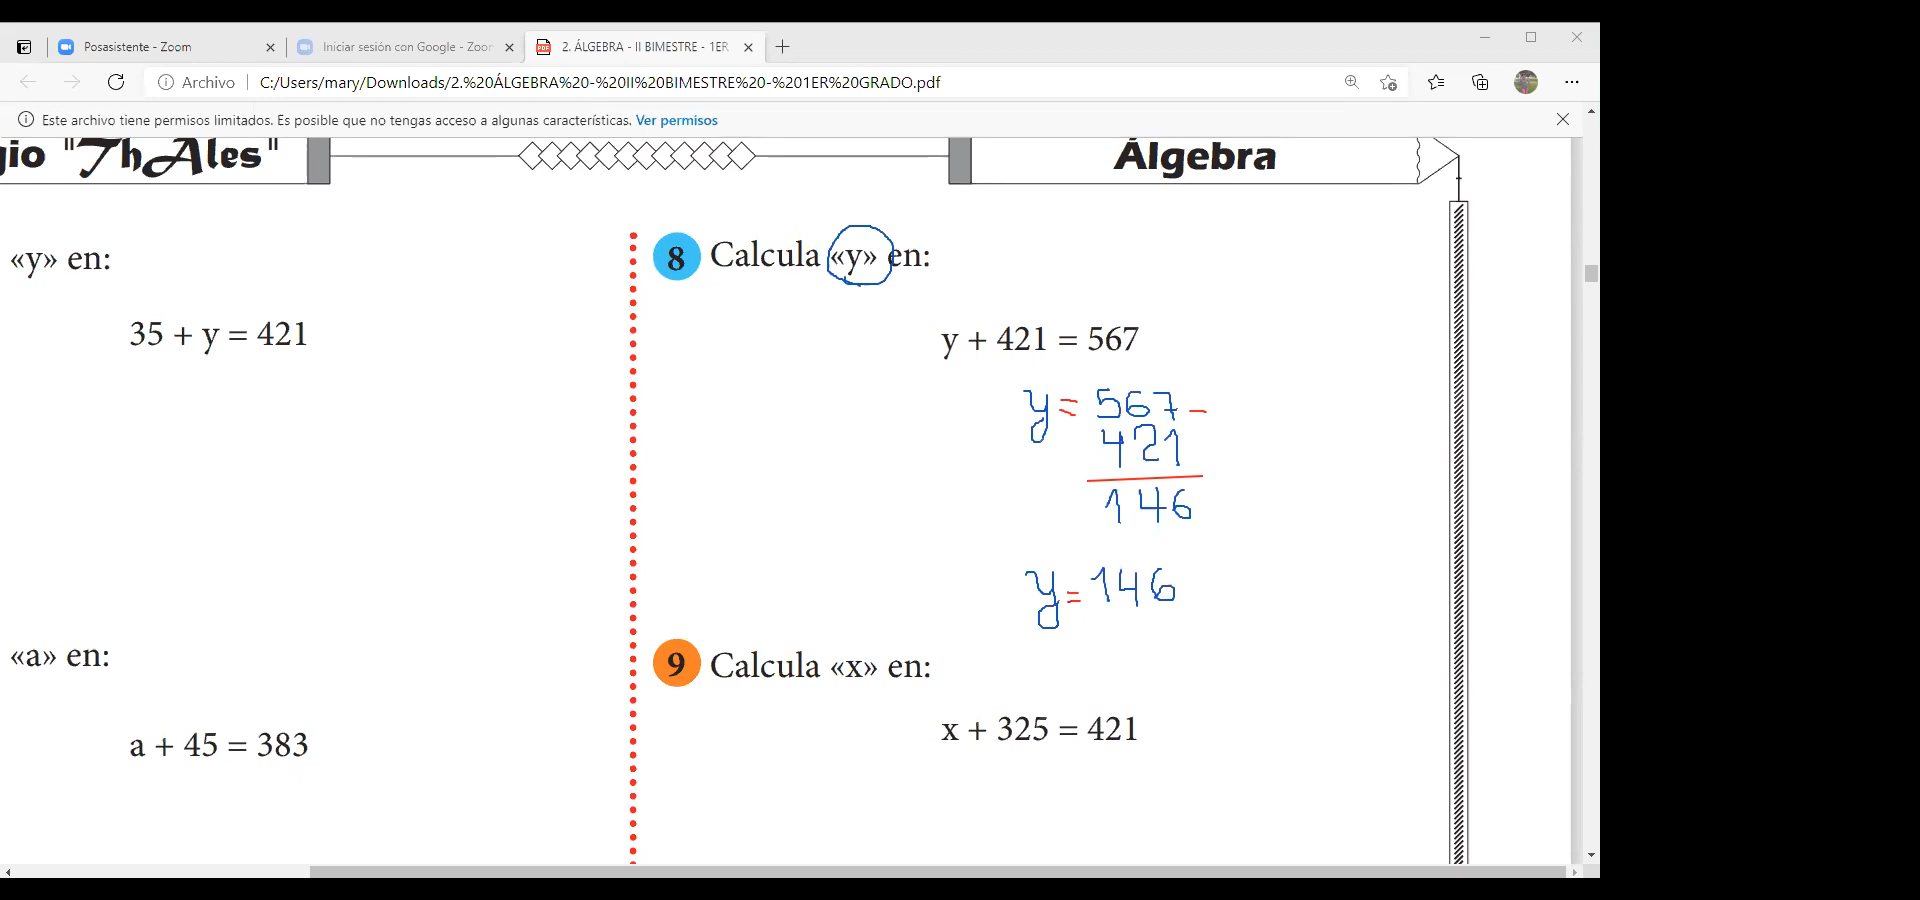 Posasistente - Zoom
Iniciar sesión con Google - Zoor
2. ÁLGEBRA - II BIMESTRE - 1ER
Archivo
C:/Users/mary/Downloads/2.%20ÁLGEBRA%20-%20II%20BIMESTRE%20-%201ER%20GRADO.pdf
Este archivo tiene permisos limitados. Es posible que no tengas acceso a algunas características. Ver permisos
gio "ThAles"
Álgebra
«y» en:
35 + y = 421
«a» en:
a + 45 = 383
8 Calcula «y» en:
y + 421 = 567
y = 567 -
421
146
y = 146
9 Calcula «x» en:
x + 325 = 421